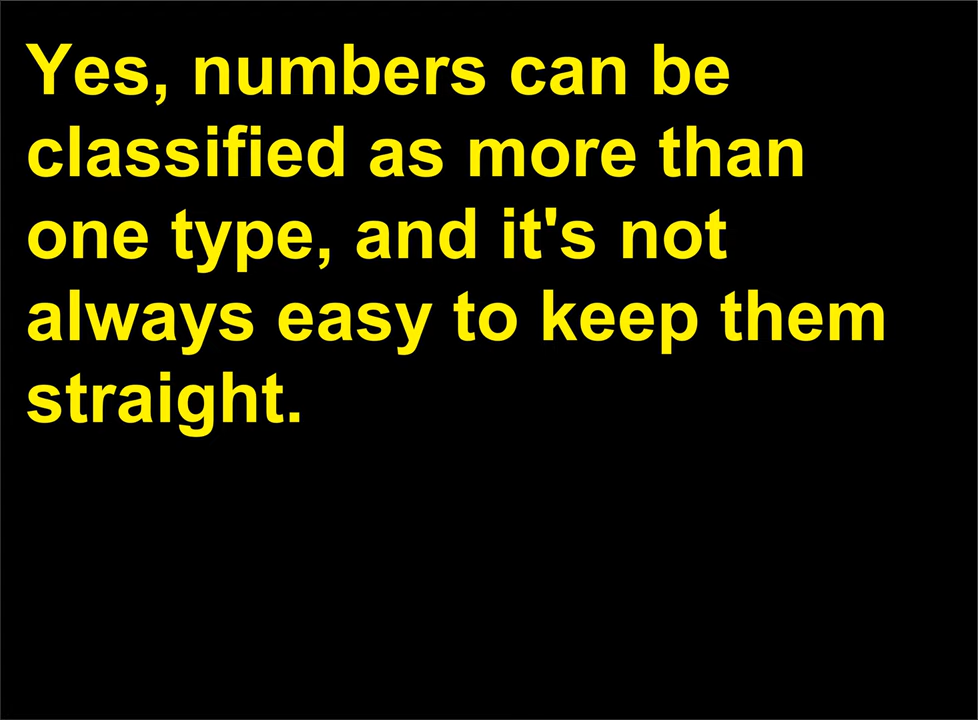 Yes, numbers can be
classified as more than
one type, and it's not
always easy to keep them
straight.